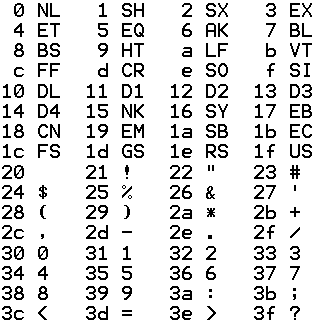 0 NL 1 SH 2 SX 3 EX
4 ET 5 EQ 6 AK 7 BL
8 BS 9 HT a LF b VT
c FF d CR e SO f SI
10 DL 11 D1 12 D2 13 D3
14 D4 15 NK 16 SY 17 EB
18 CN 19 EM 1a SB 1b EC
1c FS 1d GS 1e RS 1f US
20 21 ! 22 " 23 #
24 $ 25 % 26 & 27 '
28 ( 29 ) 2a * 2b +
2c , 2d - 2e . 2f /
30 0 31 1 32 2 33 3
34 4 35 5 36 6 37 7
38 8 39 9 3a : 3b ;
3c < 3d = 3e > 3f ?